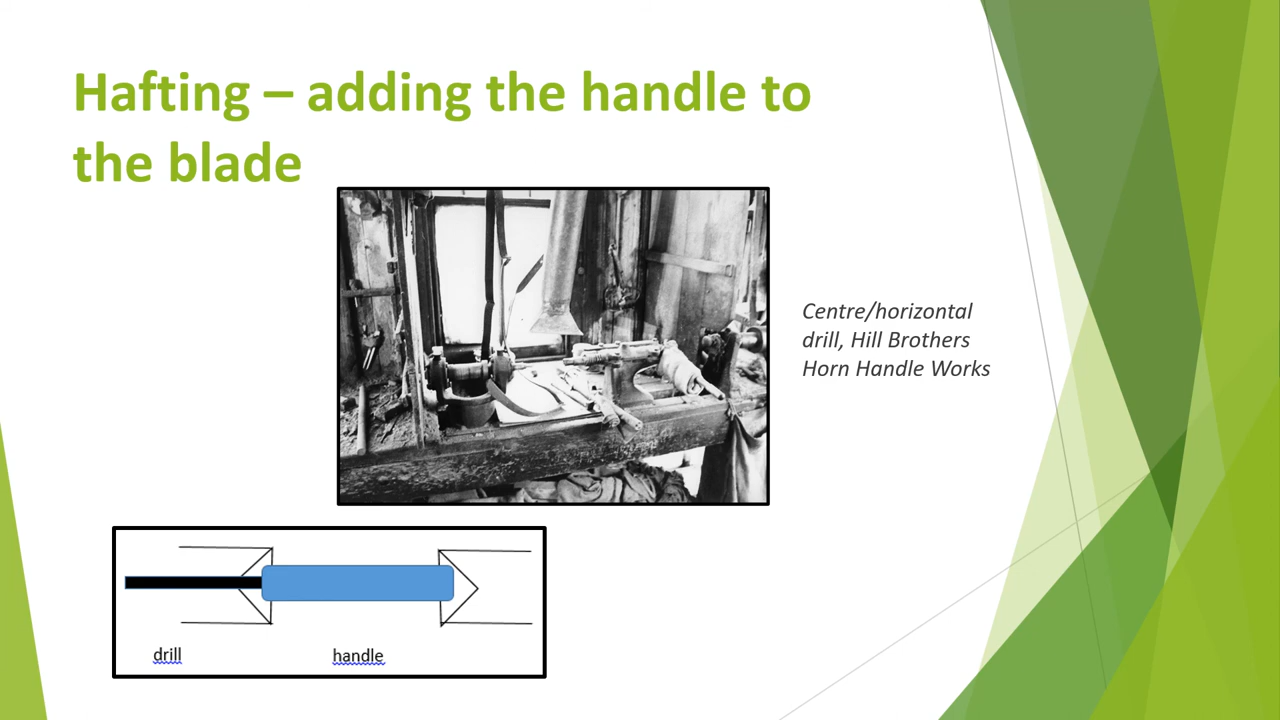 Hafting – adding the handle to
the blade
Centre/horizontal
drill, Hill Brothers
Horn Handle Works
drill
handle